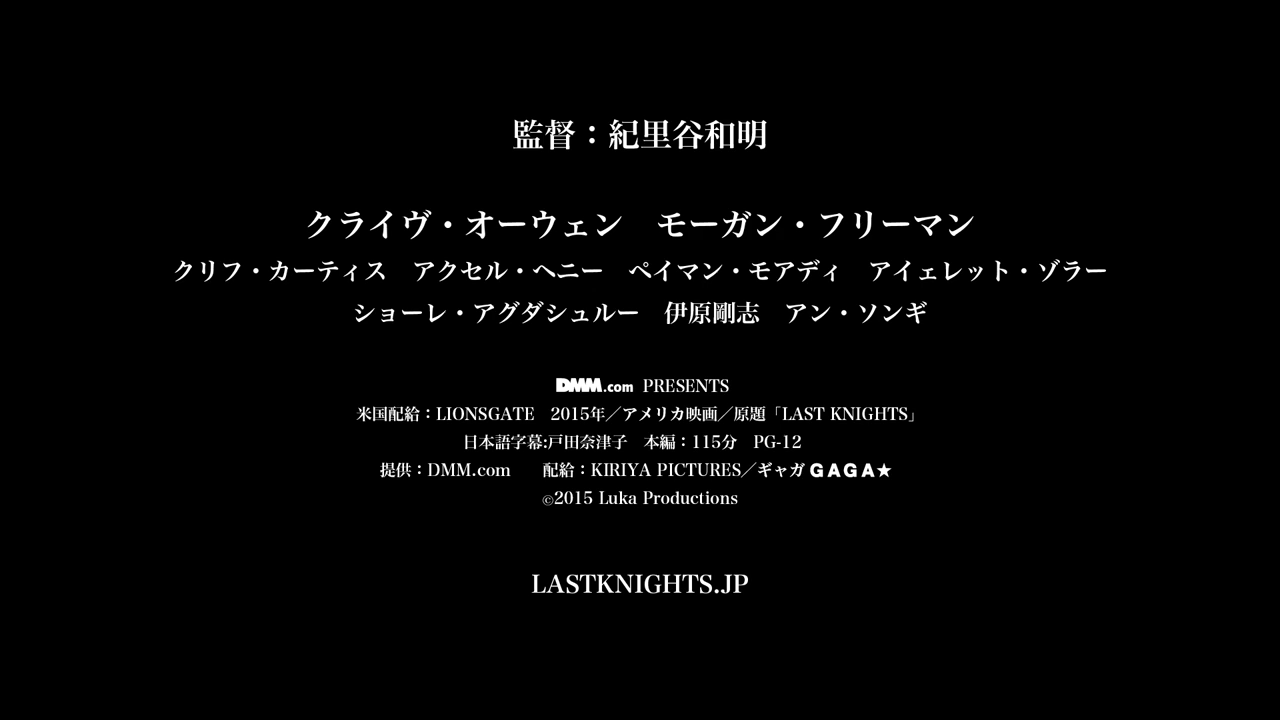 監督：紀里谷和明
クライヴ・オーウェン　モーガン・フリーマン
クリフ・カーティス　アクセル・ヘニー　ペイマン・モアディ　アイェレット・ゾラー
ショーレ・アグダシュルー　伊原剛志　アン・ソンギ
DMM.com PRESENTS
米国配給：LIONSGATE　2015年／アメリカ映画／原題「LAST KNIGHTS」
日本語字幕:戸田奈津子　本編：115分　PG-12
提供：DMM.com　　配給：KIRIYA PICTURES／ギャガ GAGA★
©2015 Luka Productions
LASTKNIGHTS.JP